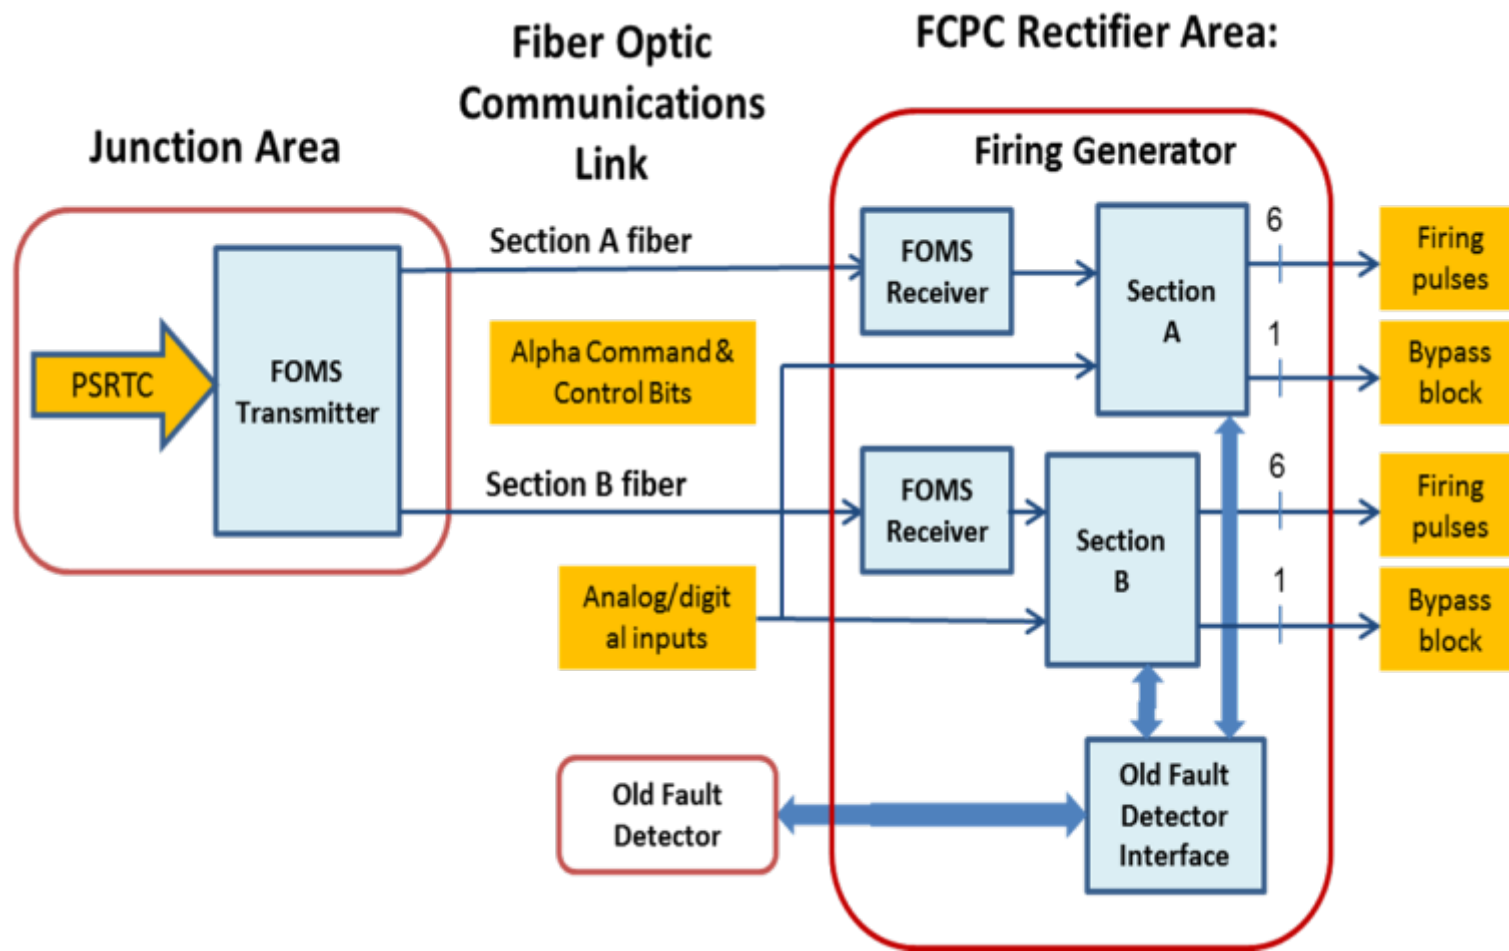 Junction Area
Fiber Optic
Communications
Link
FCPC Rectifier Area:
Firing Generator
PSRTC
FOMS
Transmitter
Section A fiber
Alpha Command &
Control Bits
Section B fiber
Analog/digit
al inputs
FOMS
Receiver
Section
A
6
Firing
pulses
1
Bypass
block
FOMS
Receiver
Section
B
6
Firing
pulses
1
Bypass
block
Old Fault
Detector
Old Fault
Detector
Interface